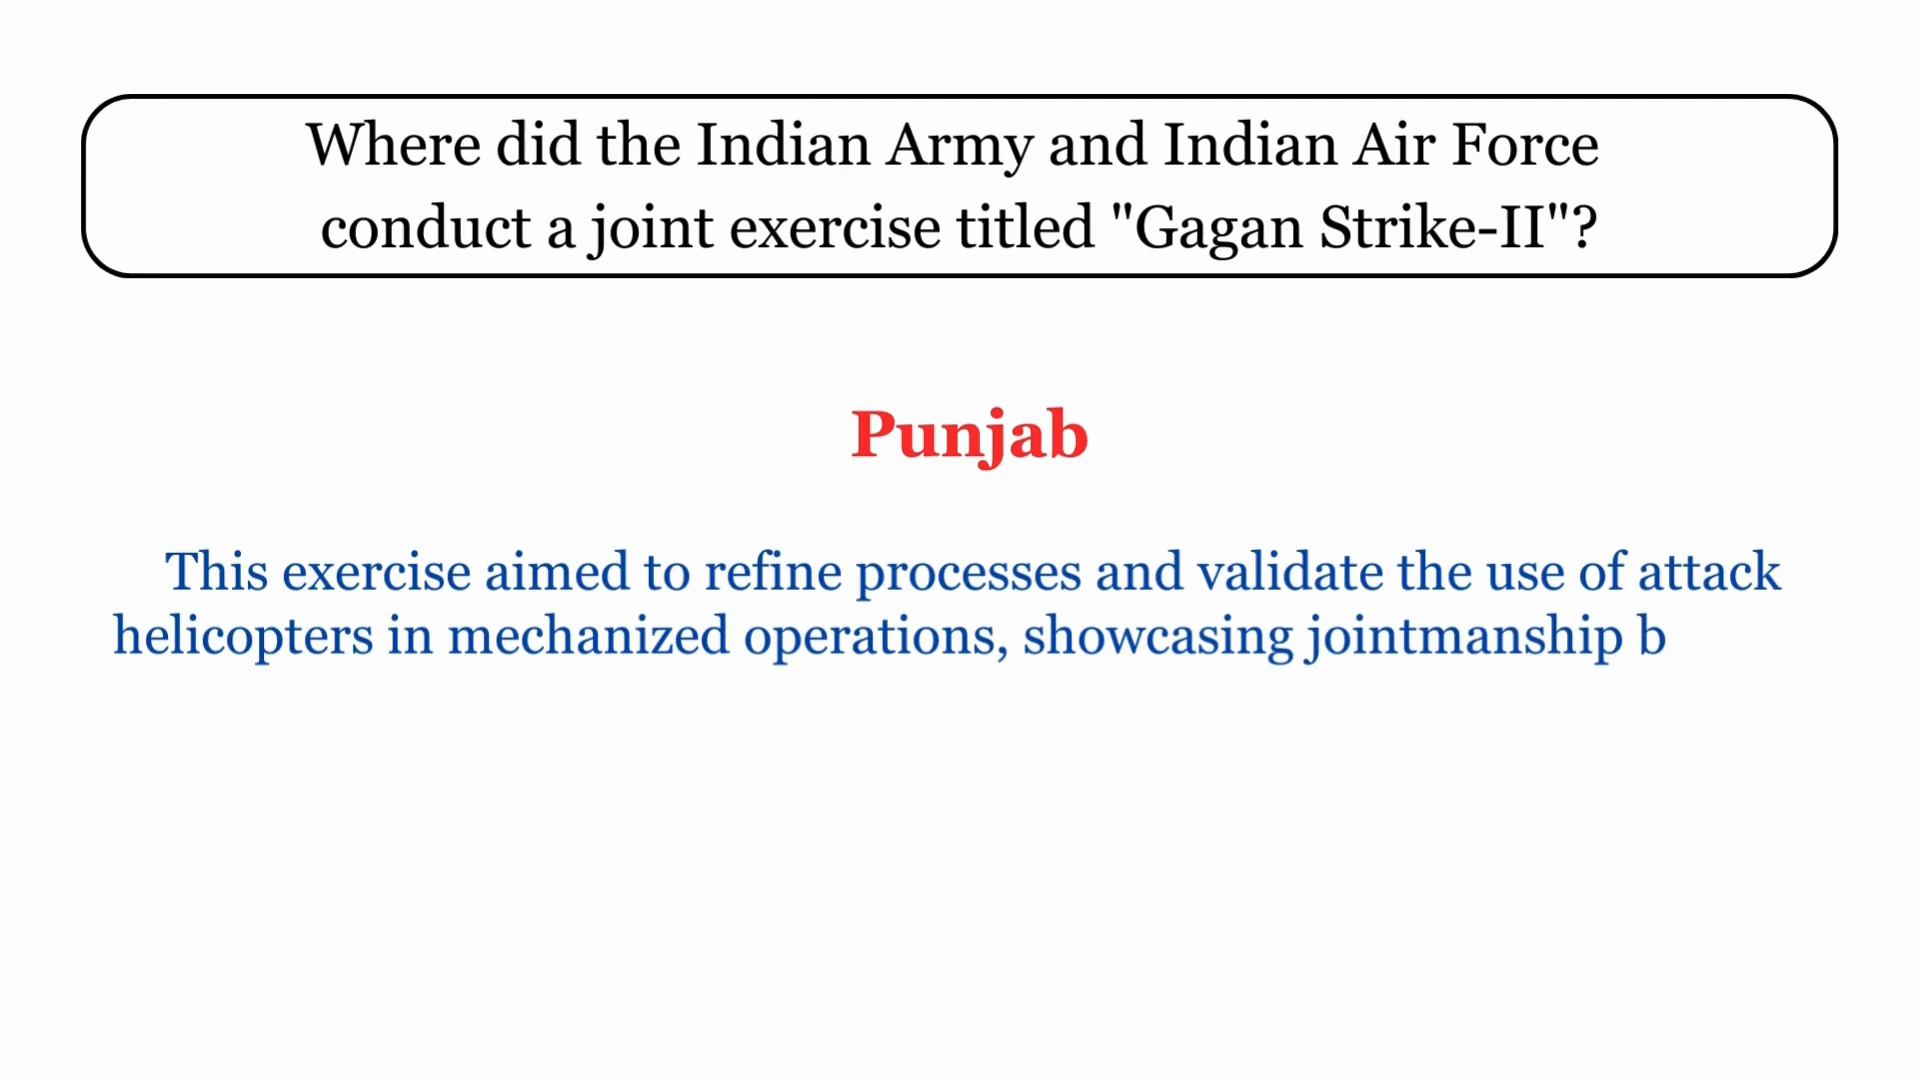 Where did the Indian Army and Indian Air Force
conduct a joint exercise titled "Gagan Strike-II"?
Punjab
This exercise aimed to refine processes and validate the use of attack
helicopters in mechanized operations, showcasing jointmanship b